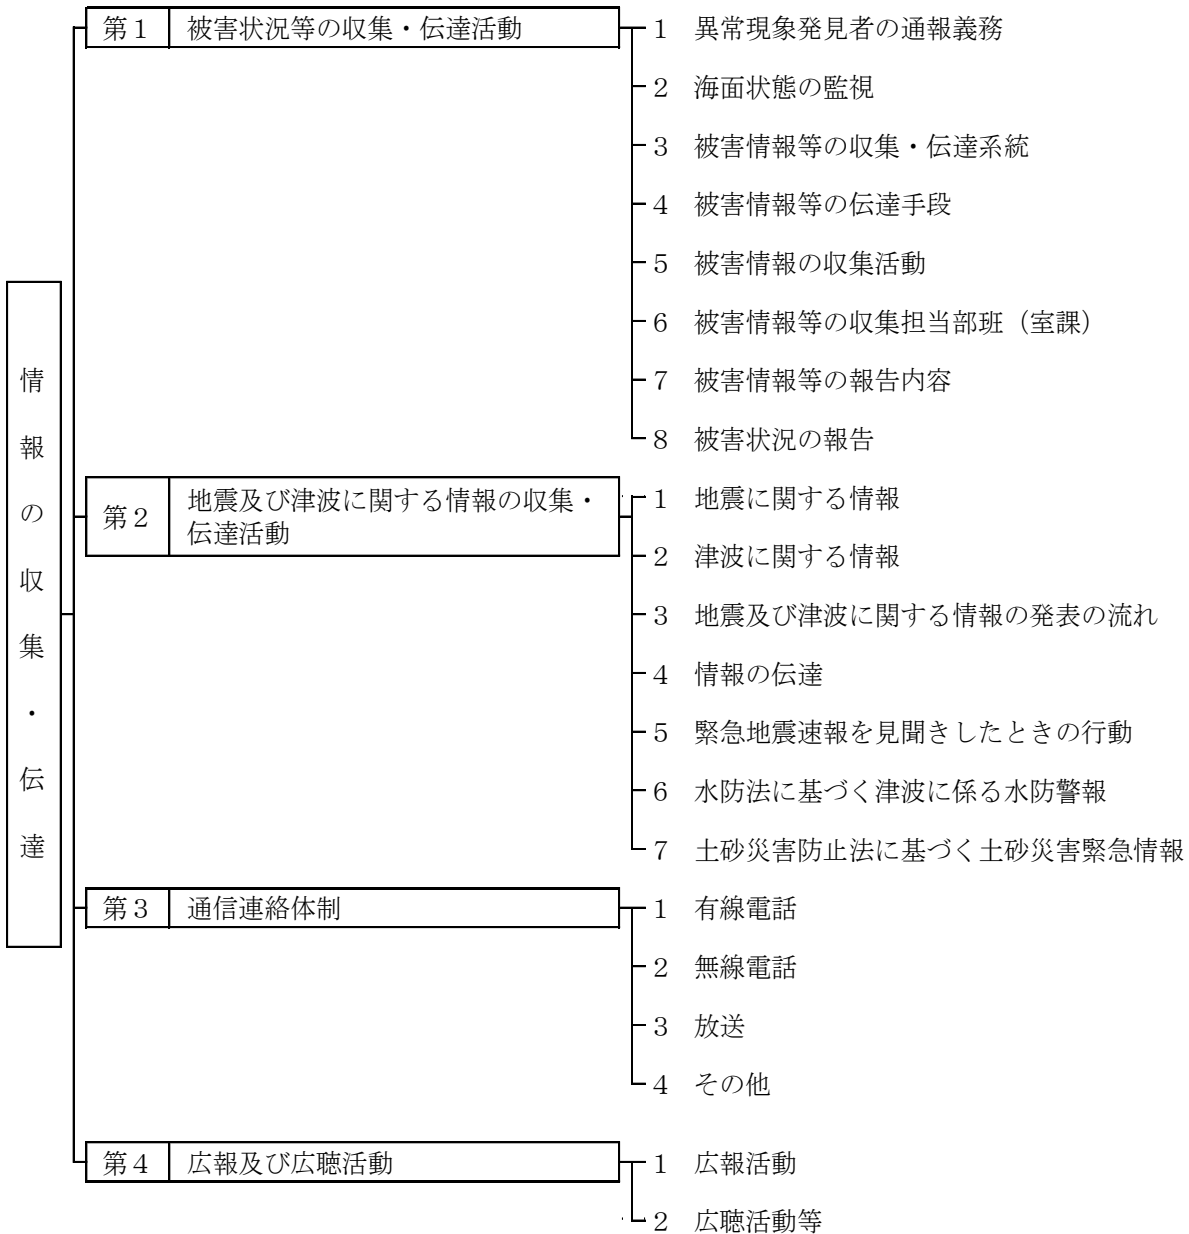 情報の収集・伝達
第１　被害状況等の収集・伝達活動
１　異常現象発見者の通報義務
２　海面状態の監視
３　被害情報等の収集・伝達系統
４　被害情報等の伝達手段
５　被害情報の収集活動
６　被害情報等の収集担当部班（室課）
７　被害情報等の報告内容
８　被害状況の報告
第２　地震及び津波に関する情報の収集・
伝達活動
１　地震に関する情報
２　津波に関する情報
３　地震及び津波に関する情報の発表の流れ
４　情報の伝達
５　緊急地震速報を見聞きしたときの行動
６　水防法に基づく津波に係る水防警報
７　土砂災害防止法に基づく土砂災害緊急情報
第３　通信連絡体制
１　有線電話
２　無線電話
３　放送
４　その他
第４　広報及び広聴活動
１　広報活動
２　広聴活動等